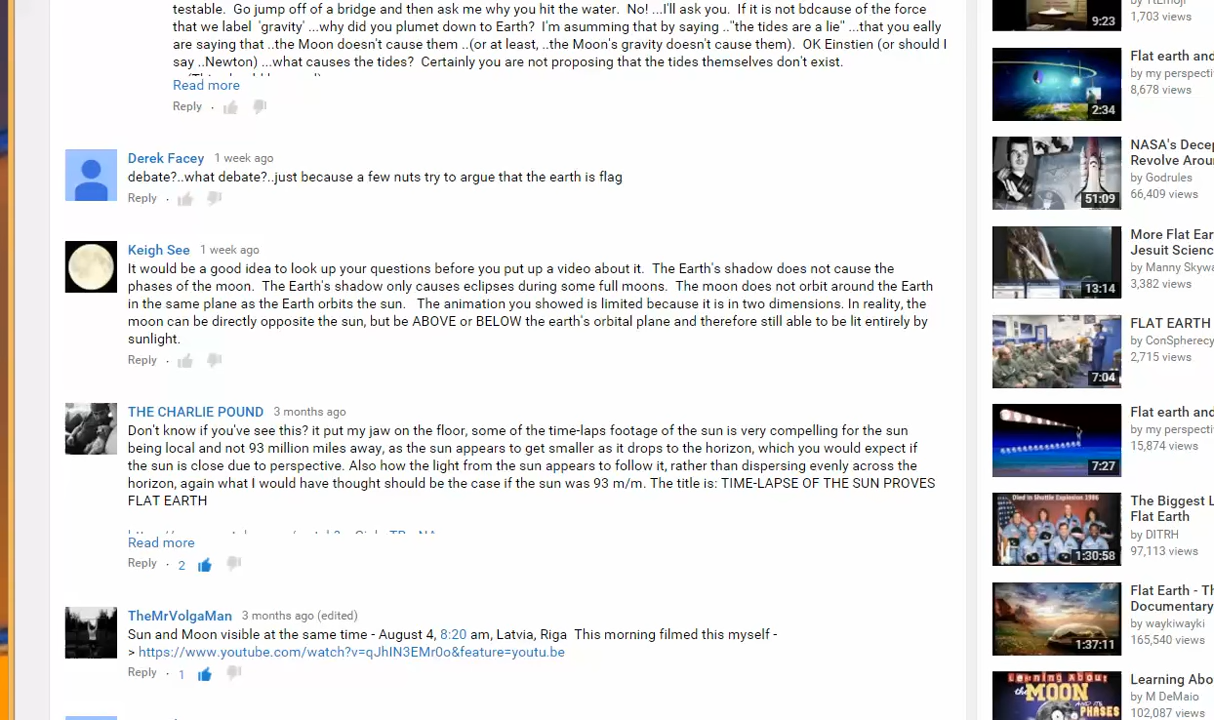 testable. Go jump off of a bridge and then ask me why you hit the water. No! ...I'll ask you. If it is not bdcause of the force
that we label 'gravity' ...why did you plumet down to Earth? I'm asumming that by saying .."the tides are a lie" ...that you eally
are saying that ..the Moon doesn't cause them ..(or at least, ..the Moon's gravity doesn't cause them). OK Einstien (or should I
say ..Newton) ...what causes the tides? Certainly you are not proposing that the tides themselves don't exist.
Read more
Reply
Derek Facey 1 week ago
debate?..what debate?..just because a few nuts try to argue that the earth is flag
Reply
Keigh See 1 week ago
It would be a good idea to look up your questions before you put up a video about it. The Earth's shadow does not cause the
phases of the moon. The Earth's shadow only causes eclipses during some full moons. The moon does not orbit around the Earth
in the same plane as the Earth orbits the sun. The animation you showed is limited because it is in two dimensions. In reality, the
moon can be directly opposite the sun, but be ABOVE or BELOW the earth's orbital plane and therefore still able to be lit entirely by
sunlight.
Reply
THE CHARLIE POUND 3 months ago
Don't know if you've see this? it put my jaw on the floor, some of the time-laps footage of the sun is very compelling for the sun
being local and not 93 million miles away, as the sun appears to get smaller as it drops to the horizon, which you would expect if
the sun is close due to perspective. Also how the light from the sun appears to follow it, rather than dispersing evenly across the
horizon, again what I would have thought should be the case if the sun was 93 m/m. The title is: TIME-LAPSE OF THE SUN PROVES
FLAT EARTH
Read more
Reply · 2
TheMrVolgaMan 3 months ago (edited)
Sun and Moon visible at the same time - August 4, 8:20 am, Latvia, Riga This morning filmed this myself -
> https://www.youtube.com/watch?v=qJhIN3EMr0o&feature=youtu.be
Reply · 1
9:23
1,703 views
Flat earth and
by my perspecti
8,678 views
2:34
NASA's Decep
Revolve Arou
by Godrules
66,409 views
51:09
More Flat Ear
Jesuit Scienc
by Manny Skywa
3,382 views
13:14
FLAT EARTH
by ConSpherecy
2,715 views
7:04
Flat earth and
by my perspecti
15,874 views
7:27
Died in Shuttle Explosion 1986
The Biggest L
Flat Earth
by DITRH
97,113 views
1:30:58
Flat Earth - Th
Documentary
by waykiwayki
165,540 views
1:37:11
Learning About
the MOON
AND ITS
PHASES
Learning Abo
by M DeMaio
102,087 views